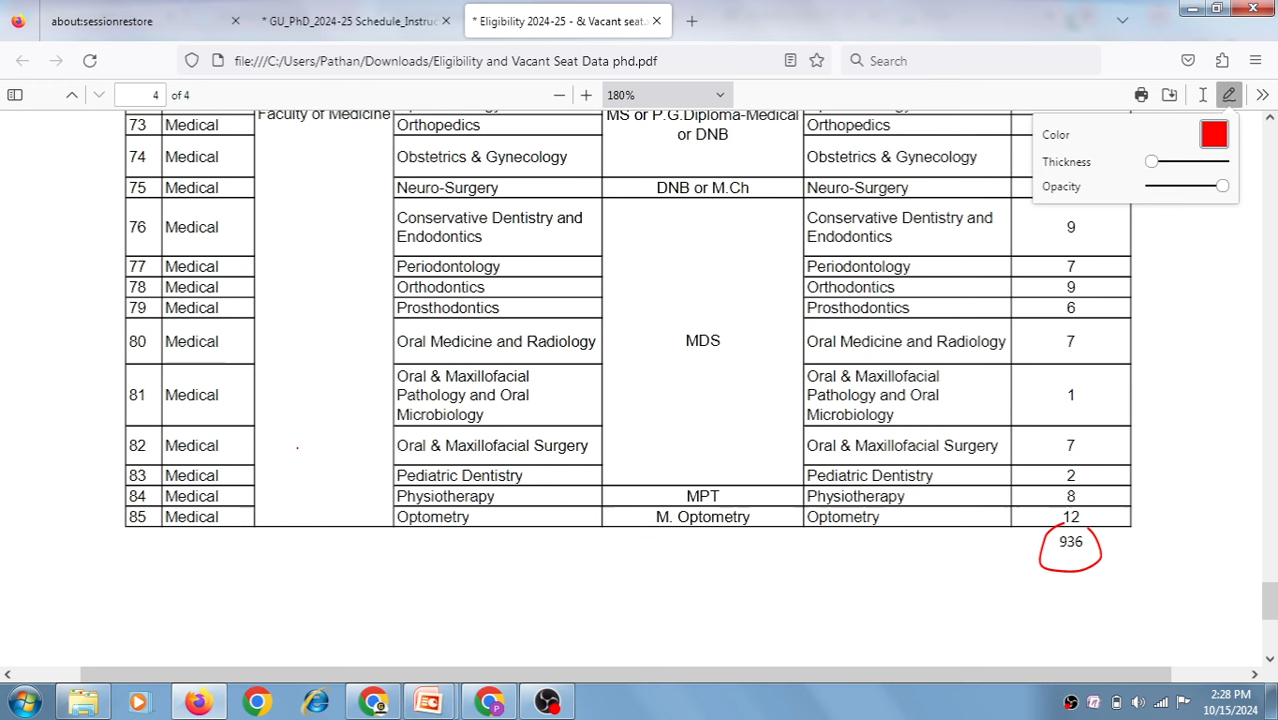 about:sessionrestore
* GU_PhD_2024-25 Schedule_Instruc
* Eligibility 2024-25 - & Vacant seat.
file:///C:/Users/Pathan/Downloads/Eligibility and Vacant Seat Data phd.pdf
Search
4 of 4
180%
Color
Thickness
Opacity
Faculty of Medicine
MS or P.G.Diploma-Medical
or DNB
73 Medical Orthopedics Orthopedics
74 Medical Obstetrics & Gynecology Obstetrics & Gynecology
75 Medical Neuro-Surgery DNB or M.Ch Neuro-Surgery
76 Medical Conservative Dentistry and Conservative Dentistry and 9
Endodontics Endodontics
77 Medical Periodontology Periodontology 7
78 Medical Orthodontics Orthodontics 9
79 Medical Prosthodontics Prosthodontics 6
80 Medical Oral Medicine and Radiology MDS Oral Medicine and Radiology 7
Oral & Maxillofacial Oral & Maxillofacial
81 Medical Pathology and Oral Pathology and Oral 1
Microbiology Microbiology
82 Medical Oral & Maxillofacial Surgery Oral & Maxillofacial Surgery 7
83 Medical Pediatric Dentistry Pediatric Dentistry 2
84 Medical Physiotherapy MPT Physiotherapy 8
85 Medical Optometry M. Optometry Optometry 12
936
2:28 PM
10/15/2024